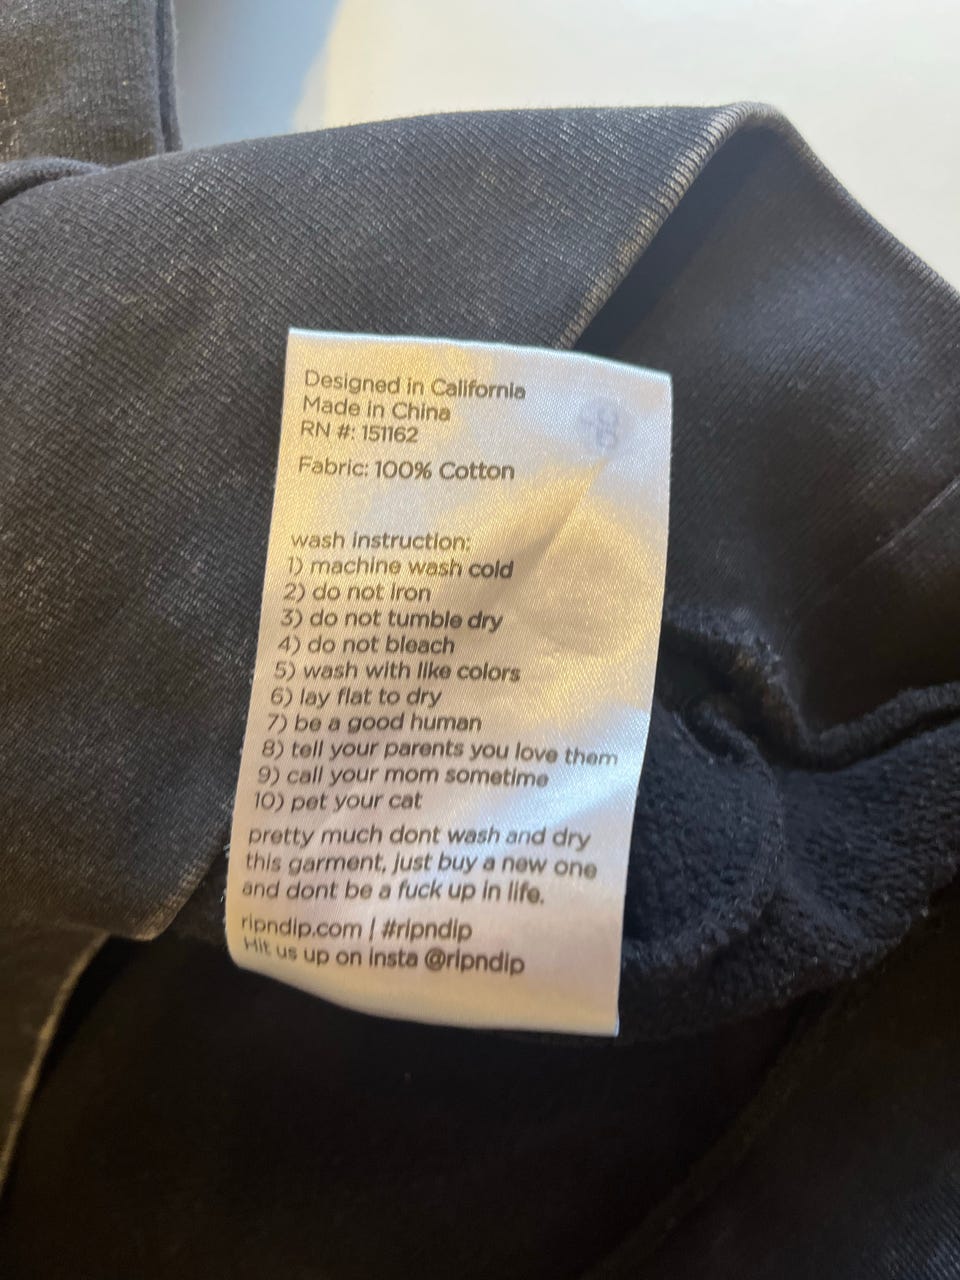 Designed in California
Made in China
RN #: 151162
Fabric: 100% Cotton
wash instruction:
1) machine wash cold
2) do not iron
3) do not tumble dry
4) do not bleach
5) wash with like colors
6) lay flat to dry
7) be a good human
8) tell your parents you love them
9) call your mom sometime
10) pet your cat
pretty much dont wash and dry
this garment, just buy a new one
and dont be a fuck up in life.
ripndip.com | #ripndip
Hit us up on insta @ripndip